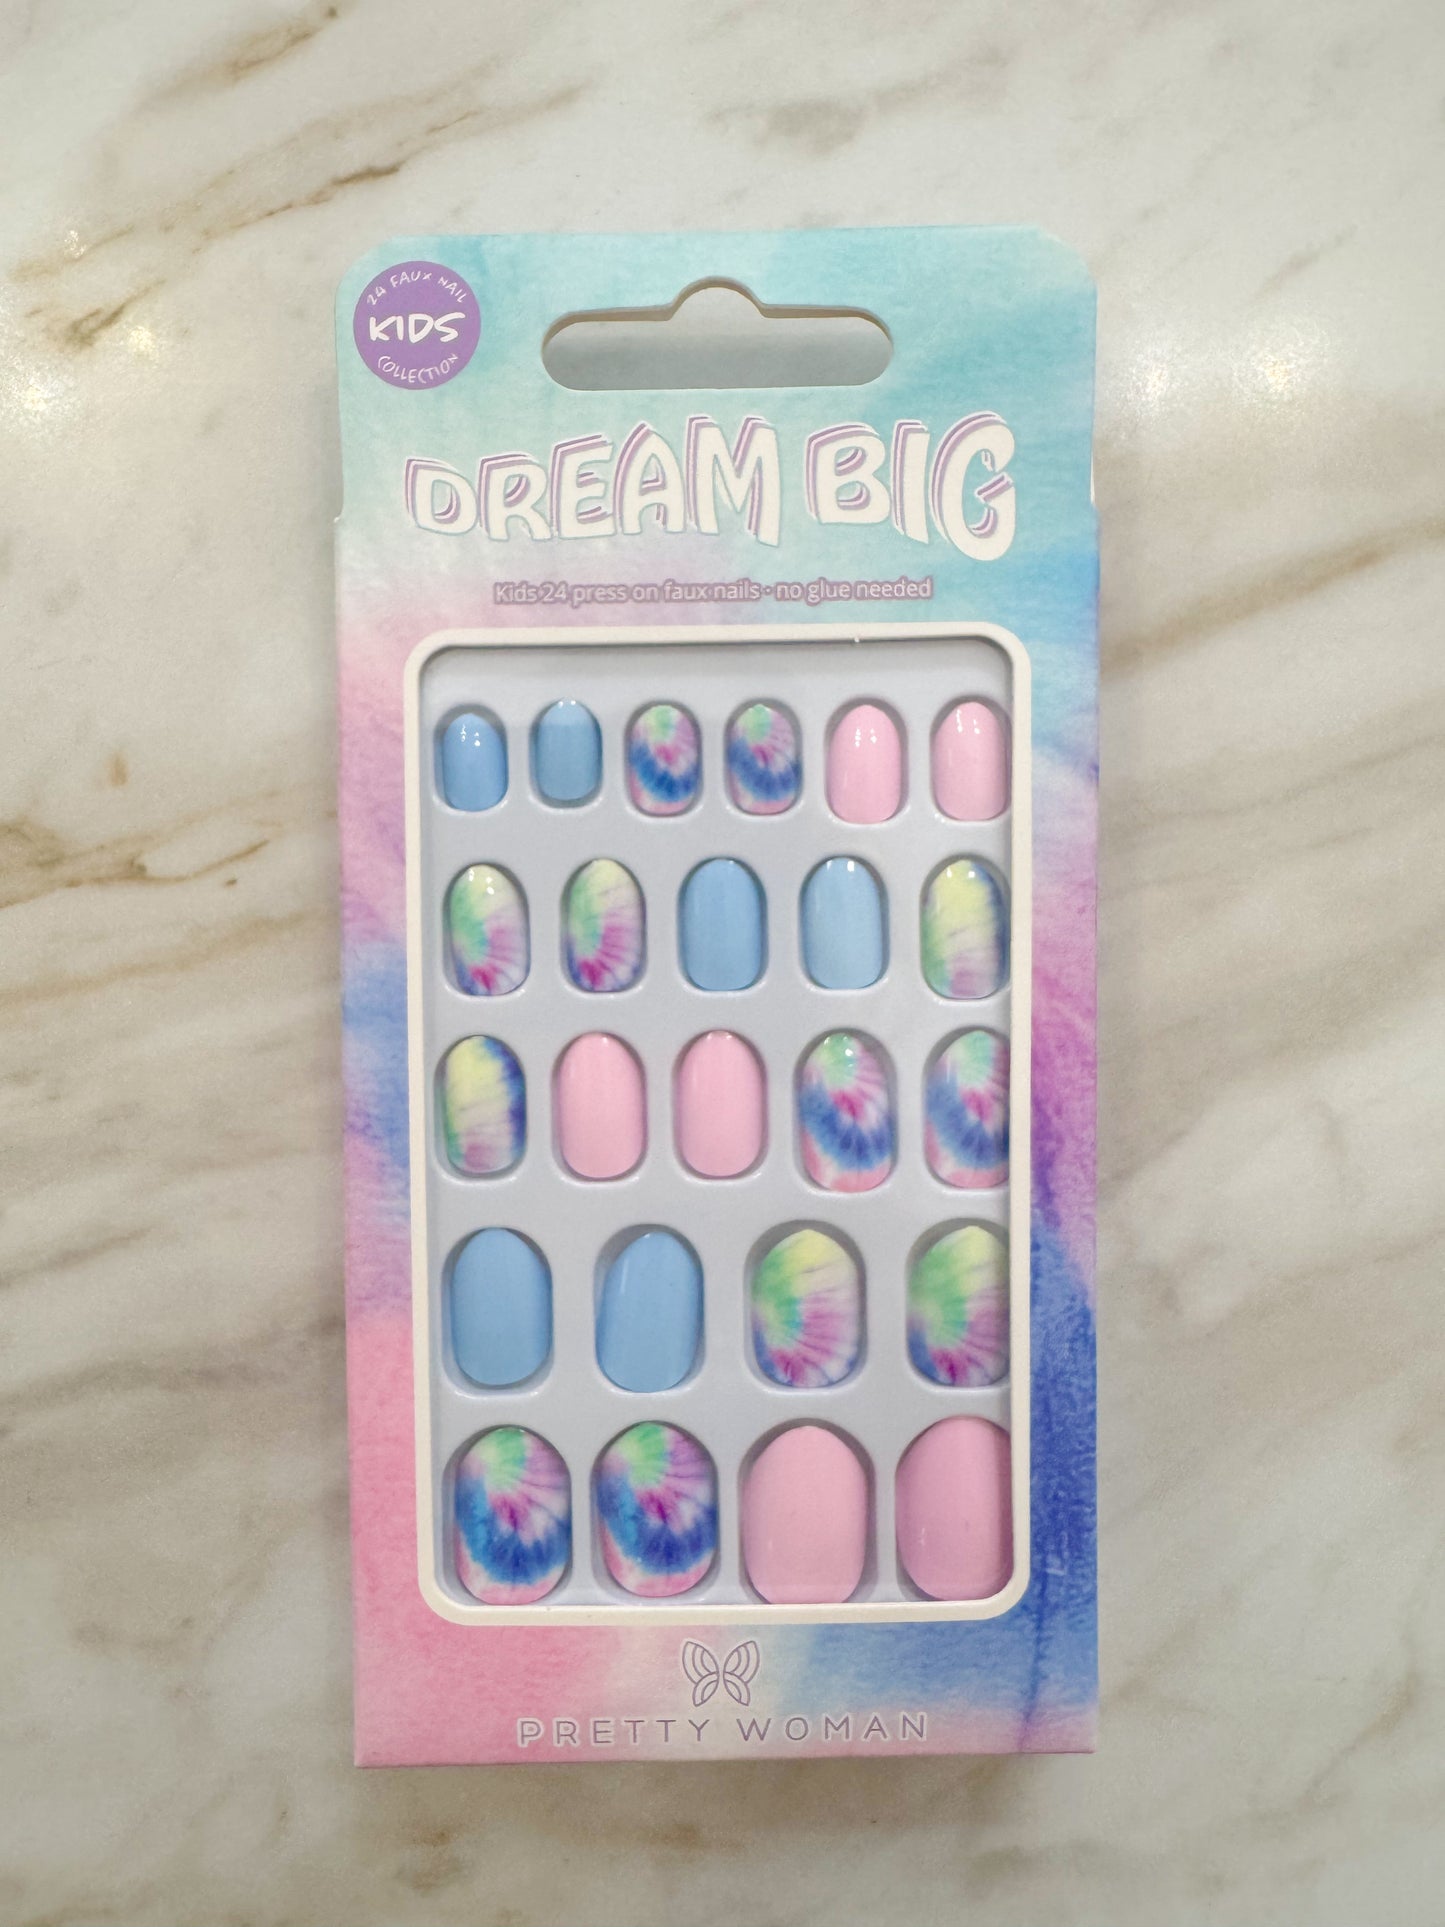 24 FAUX NAIL
KIDS
COLLECTION
DREAM BIG
Kids 24 press on faux nails • no glue needed
PRETTY WOMAN